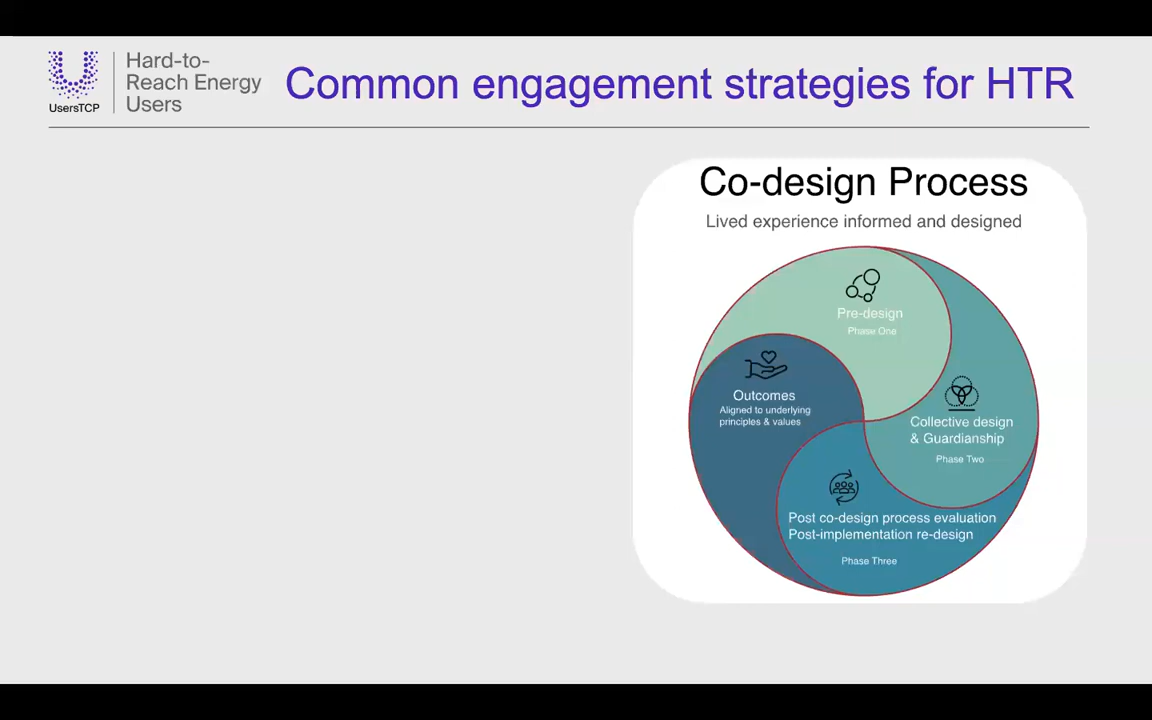 UsersTCP
Hard-to-
Reach Energy
Users
Common engagement strategies for HTR
Co-design Process
Lived experience informed and designed
Pre-design
Phase One
Outcomes
Aligned to underlying
principles & values
Collective design
& Guardianship
Phase Two
Post co-design process evaluation
Post-implementation re-design
Phase Three